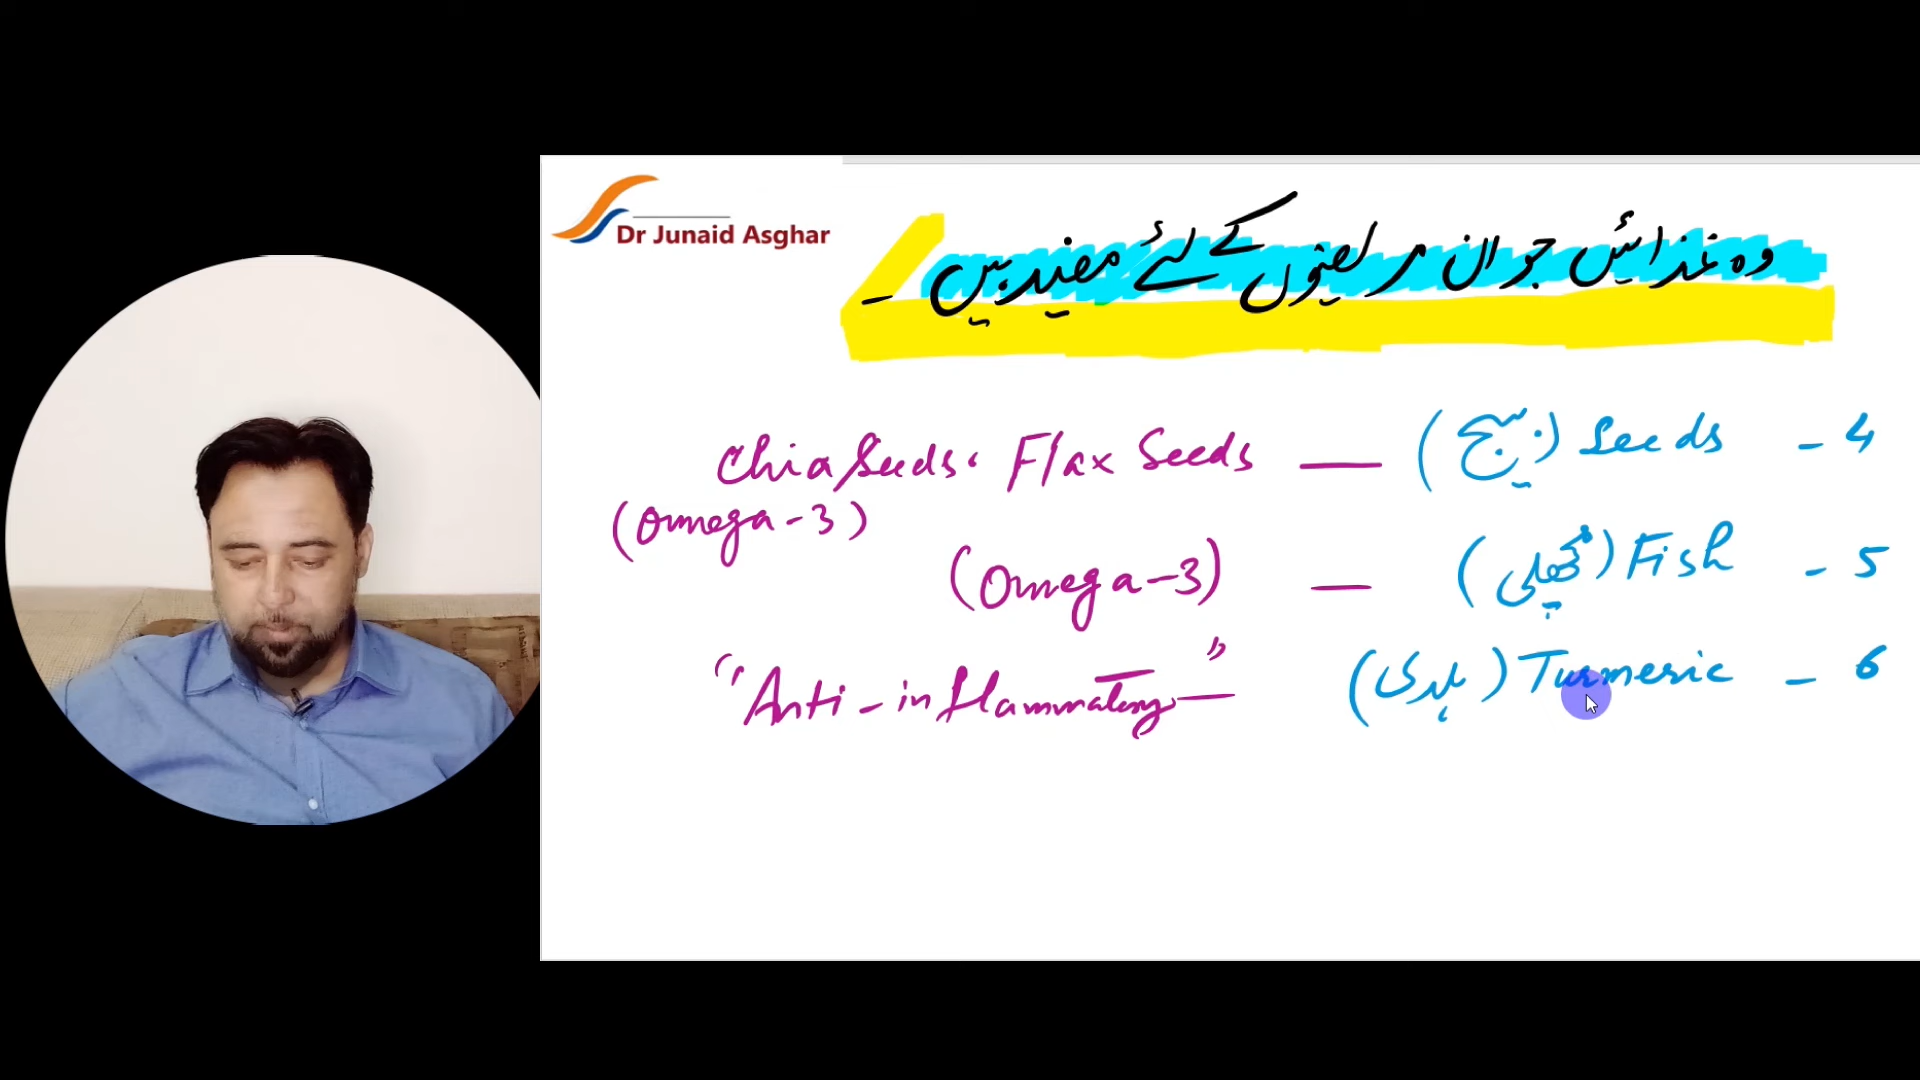 Dr Junaid Asghar
وہ غذائیں جو ان مریضوں کے لئے مفید ہیں ـ
4 - Seeds (بیج) — Flax Seeds، Chia Seeds
(Omega-3)
5 - Fish (مچھلی) — (Omega-3)
6 - Turmeric (ہلدی) — "Anti-inflammatory"